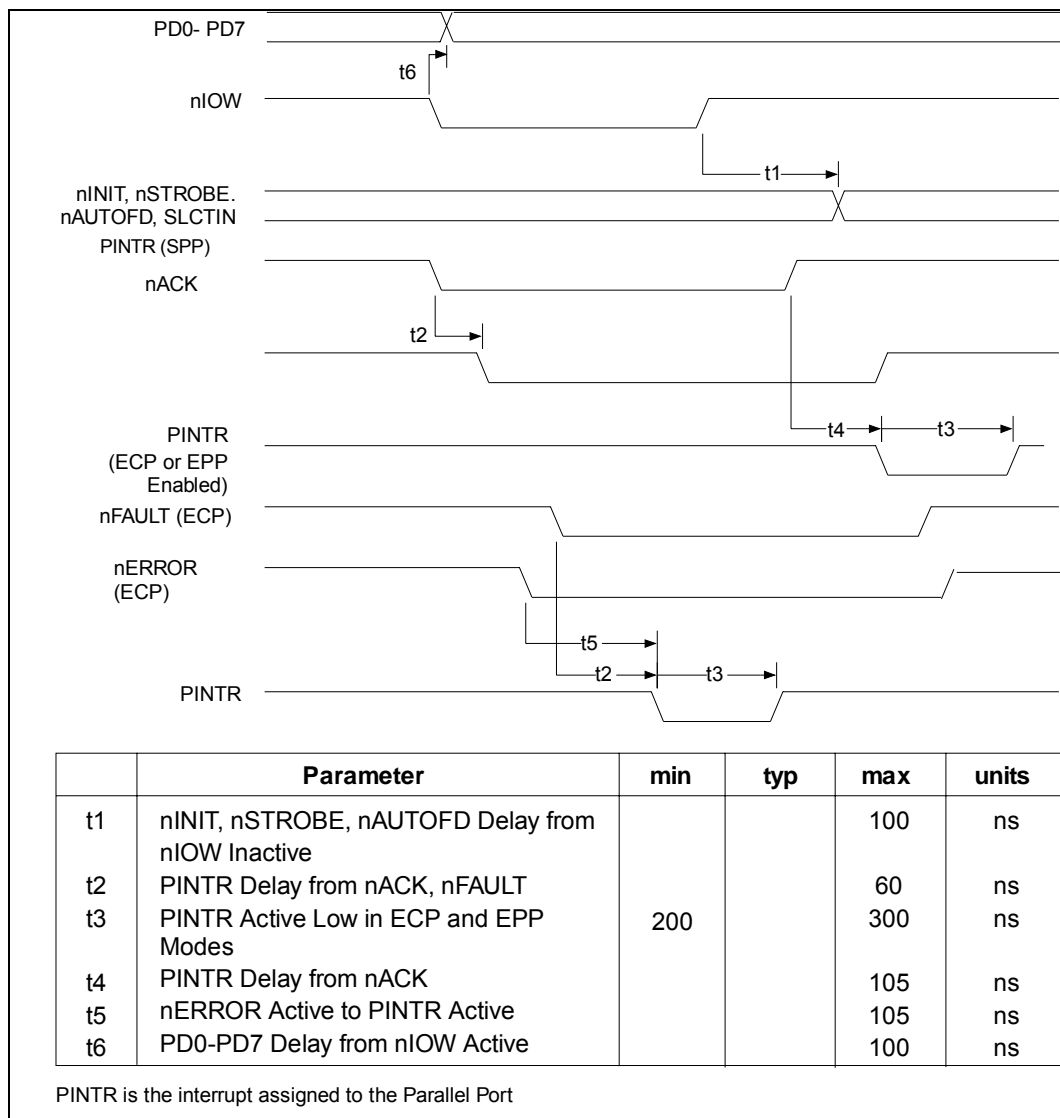 PD0- PD7
t6
nIOW
t1
nINIT, nSTROBE.
nAUTOFD, SLCTIN
PINTR (SPP)
nACK
t2
PINTR
(ECP or EPP
Enabled)
t4
t3
nFAULT (ECP)
nERROR
(ECP)
t5
t2
t3
PINTR
Parameter min typ max units
t1 nINIT, nSTROBE, nAUTOFD Delay from 100 ns
nIOW Inactive
t2 PINTR Delay from nACK, nFAULT 60 ns
t3 PINTR Active Low in ECP and EPP 200 300 ns
Modes
t4 PINTR Delay from nACK 105 ns
t5 nERROR Active to PINTR Active 105 ns
t6 PD0-PD7 Delay from nIOW Active 100 ns
PINTR is the interrupt assigned to the Parallel Port